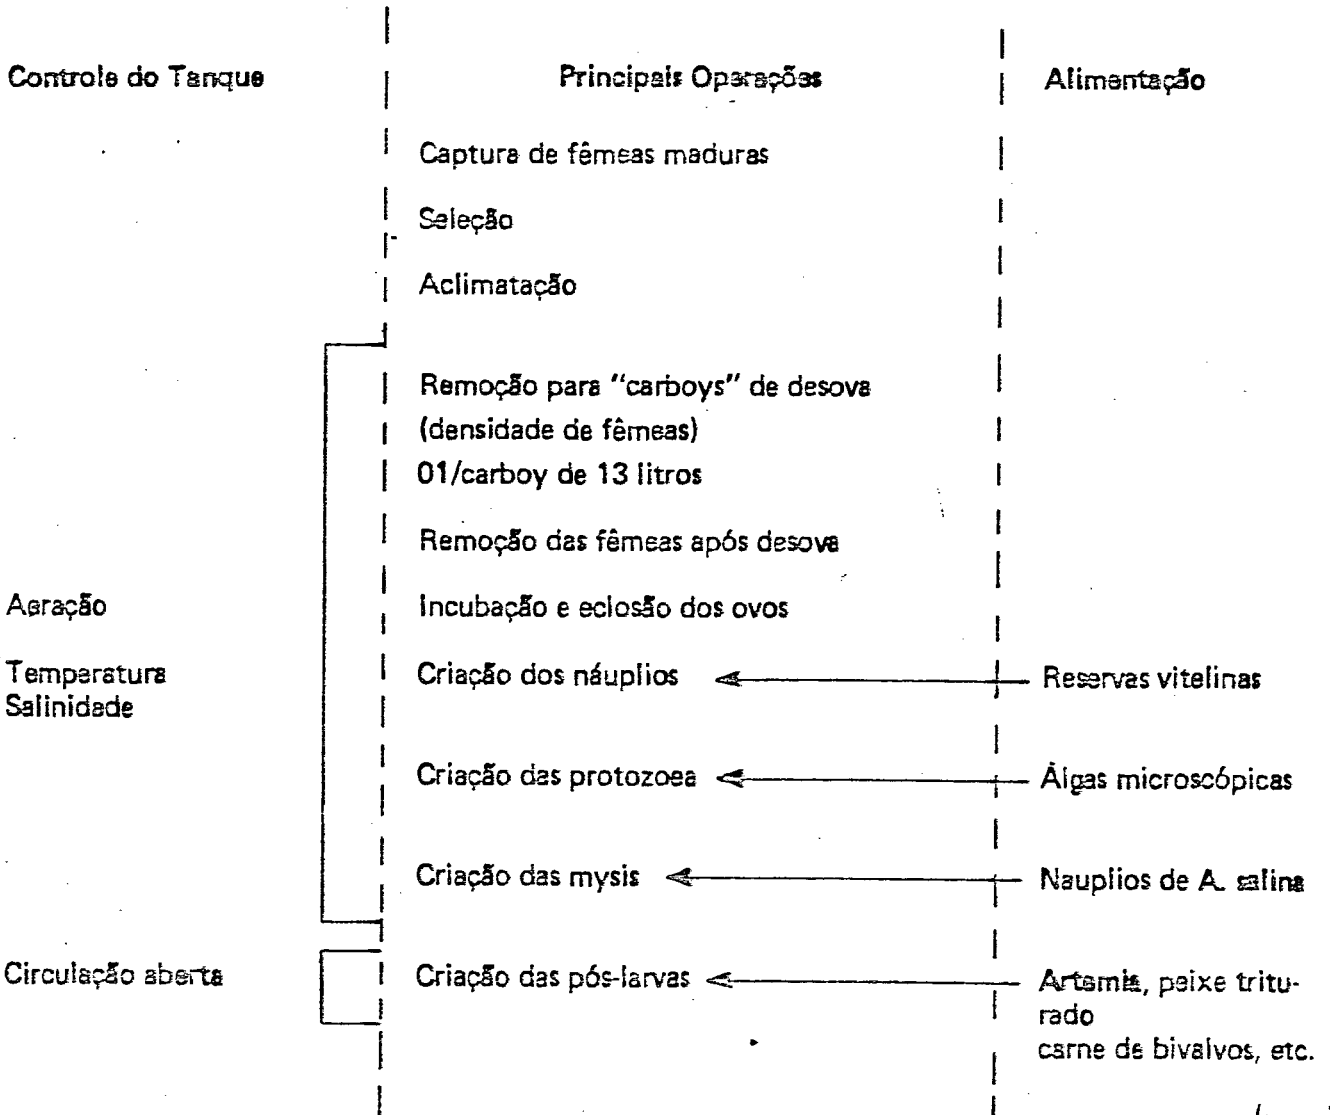 Controle do Tanque
Principais Operações
Alimentação
Captura de fêmeas maduras
Seleção
Aclimatação
Remoção para "carboys" de desova
(densidade de fêmeas)
01/carboy de 13 litros
Remoção das fêmeas após desova
Aeração
Incubação e eclosão dos ovos
Temperatura
Salinidade
Criação dos náuplios
Reservas vitelinas
Criação das protozoea
Álgas microscópicas
Criação das mysis
Nauplios de A. salina
Circulação aberta
Criação das pós-larvas
Artamia, peixe tritu-
rado
carne de bivalvos, etc.